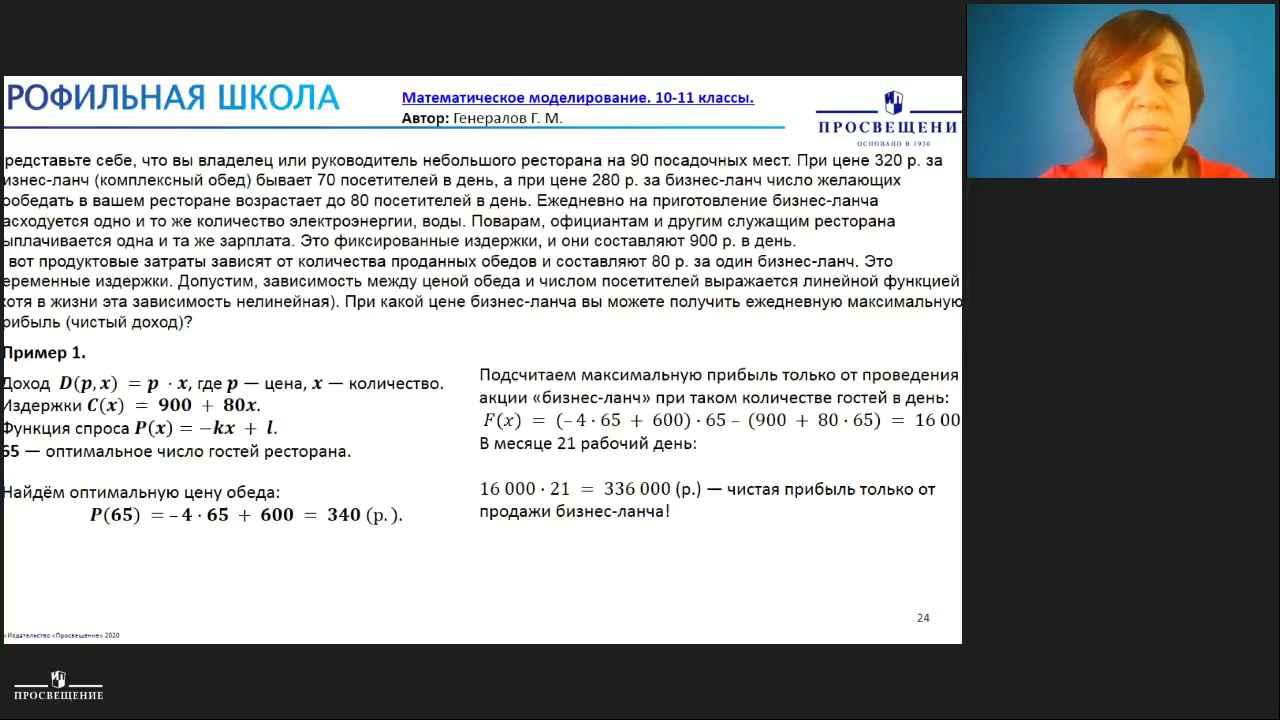 РОФИЛЬНАЯ ШКОЛА
Математическое моделирование. 10-11 классы.
Автор: Генералов Г. М.
ПРОСВЕЩЕНИ
ОСНОВАНО В 1930
редставьте себе, что вы владелец или руководитель небольшого ресторана на 90 посадочных мест. При цене 320 р. за
изнес-ланч (комплексный обед) бывает 70 посетителей в день, а при цене 280 р. за бизнес-ланч число желающих
ообедать в вашем ресторане возрастает до 80 посетителей в день. Ежедневно на приготовление бизнес-ланча
асходуется одно и то же количество электроэнергии, воды. Поварам, официантам и другим служащим ресторана
ыплачивается одна и та же зарплата. Это фиксированные издержки, и они составляют 900 р. в день.
вот продуктовые затраты зависят от количества проданных обедов и составляют 80 р. за один бизнес-ланч. Это
еременные издержки. Допустим, зависимость между ценой обеда и числом посетителей выражается линейной функцией
хотя в жизни эта зависимость нелинейная). При какой цене бизнес-ланча вы можете получить ежедневную максимальную
рибыль (чистый доход)?
Пример 1.
Доход D(p, x) = p · x, где p — цена, x — количество.
Издержки C(x) = 900 + 80x.
Функция спроса P(x) = −kx + l.
65 — оптимальное число гостей ресторана.
Найдём оптимальную цену обеда:
P(65) = – 4 · 65 + 600 = 340 (р.).
Подсчитаем максимальную прибыль только от проведения
акции «бизнес-ланч» при таком количестве гостей в день:
F(x) = (– 4 · 65 + 600) · 65 – (900 + 80 · 65) = 16 00
В месяце 21 рабочий день:
16 000 · 21 = 336 000 (р.) — чистая прибыль только от
продажи бизнес-ланча!
24
«Издательство «Просвещение» 2020
ПРОСВЕЩЕНИЕ